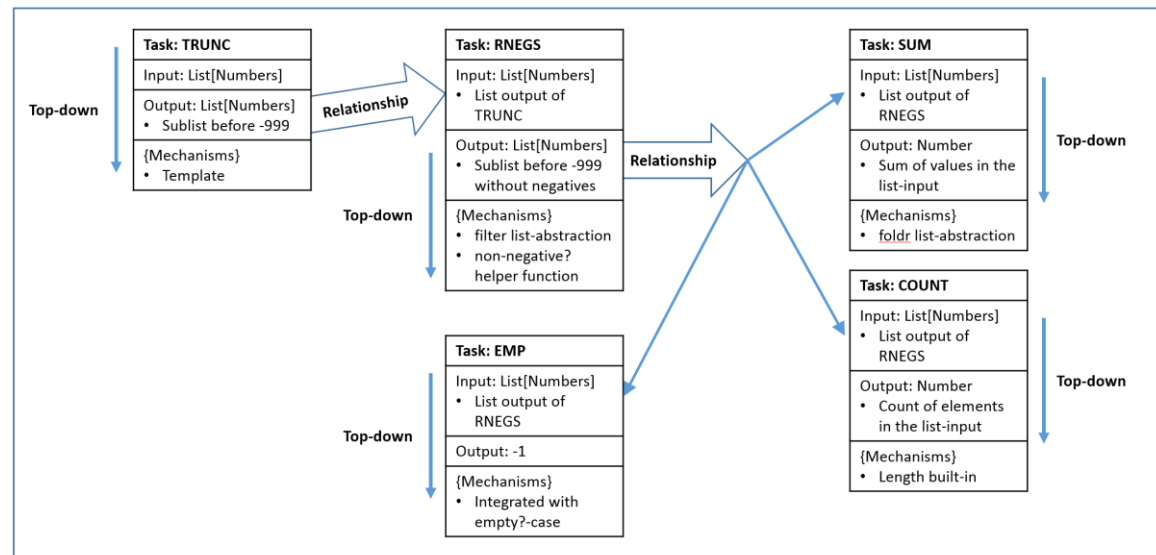 Task: TRUNC
Input: List[Numbers]
Output: List[Numbers]
• Sublist before -999
{Mechanisms}
• Template
Top-down
Relationship
Task: RNEGS
Input: List[Numbers]
• List output of
TRUNC
Output: List[Numbers]
• Sublist before -999
without negatives
{Mechanisms}
• filter list-abstraction
• non-negative?
helper function
Top-down
Relationship
Task: SUM
Input: List[Numbers]
• List output of
RNEGS
Output: Number
• Sum of values in the
list-input
{Mechanisms}
• foldr list-abstraction
Top-down
Task: COUNT
Input: List[Numbers]
• List output of
RNEGS
Output: Number
• Count of elements
in the list-input
{Mechanisms}
• Length built-in
Top-down
Task: EMP
Input: List[Numbers]
• List output of
RNEGS
Output: -1
{Mechanisms}
• Integrated with
empty?-case
Top-down